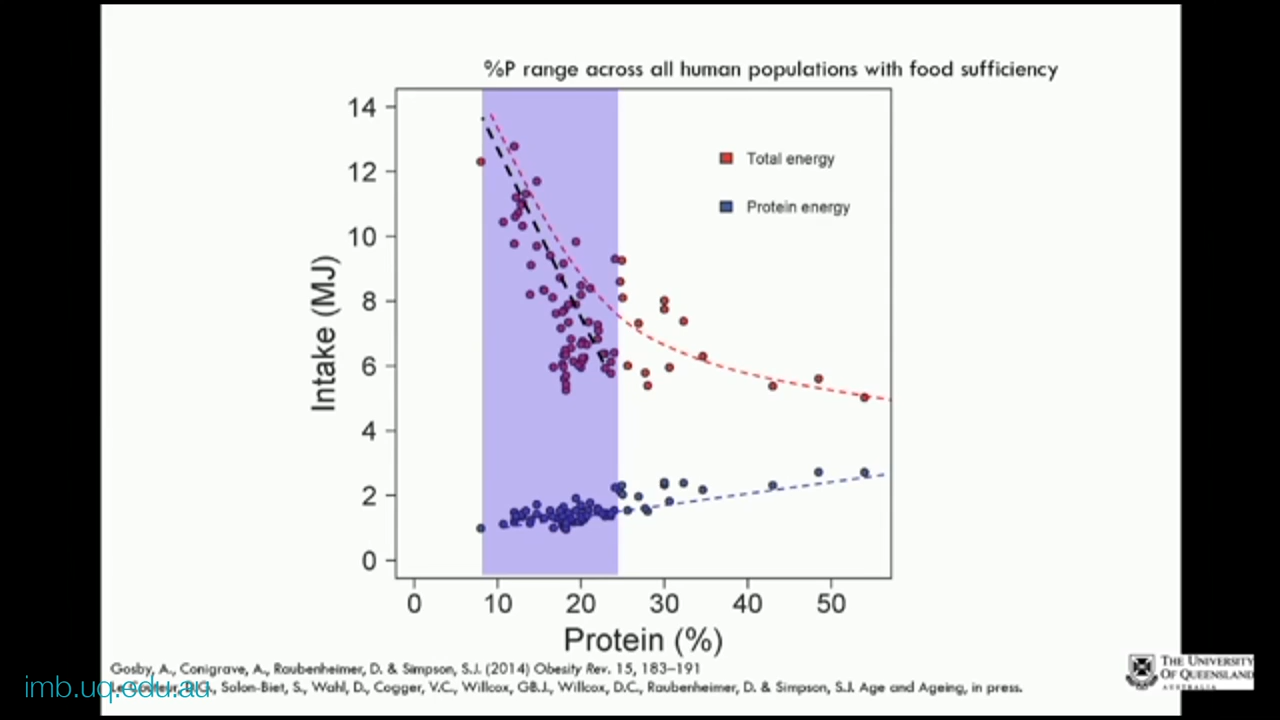 %P range across all human populations with food sufficiency
14
12
10
8
6
4
2
0
Intake (MJ)
Total energy
Protein energy
0 10 20 30 40 50
Protein (%)
Gosby, A., Conigrave, A., Raubenheimer, D. & Simpson, S.J. (2014) Obesity Rev. 15, 183–191
Solon-Biet, S., Wahl, D., Cogger, V.C., Willcox, GB.J., Willcox, D.C., Raubenheimer, D. & Simpson, S.J. Age and Ageing, in press.
imb.uq.edu.au
THE UNIVERSITY
OF QUEENSLAND
AUSTRALIA